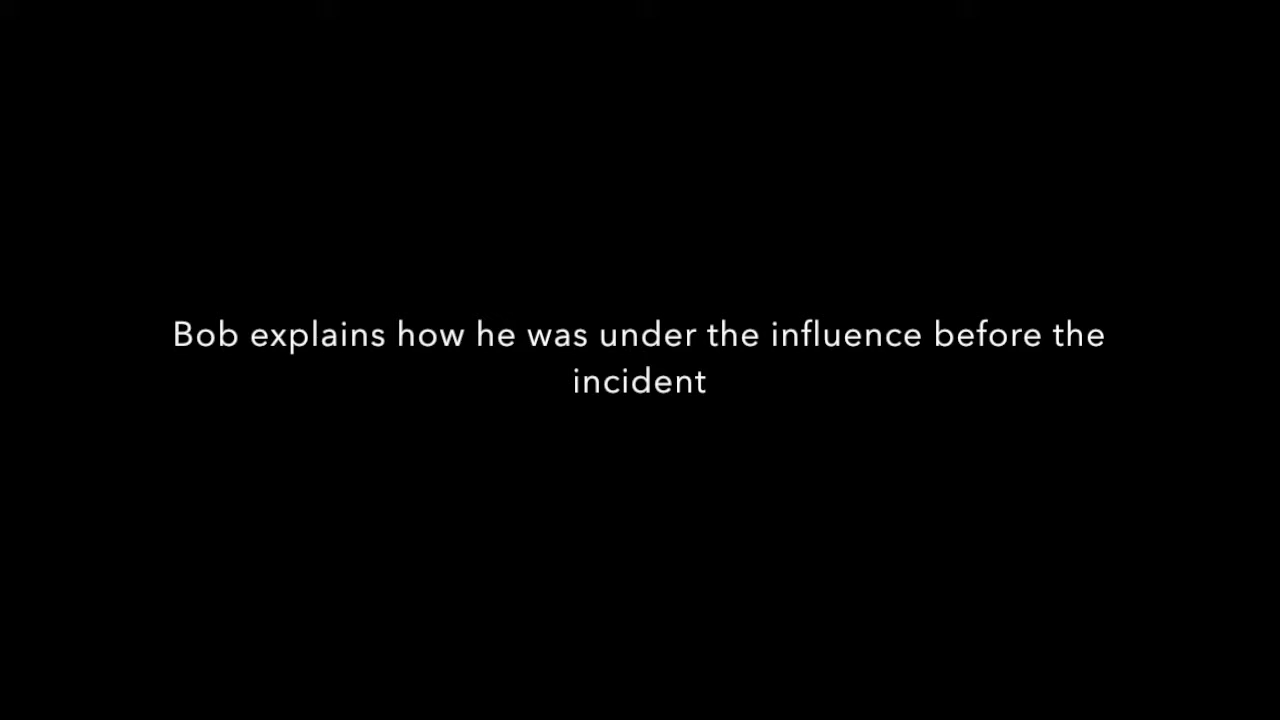 Bob explains how he was under the influence before the
incident